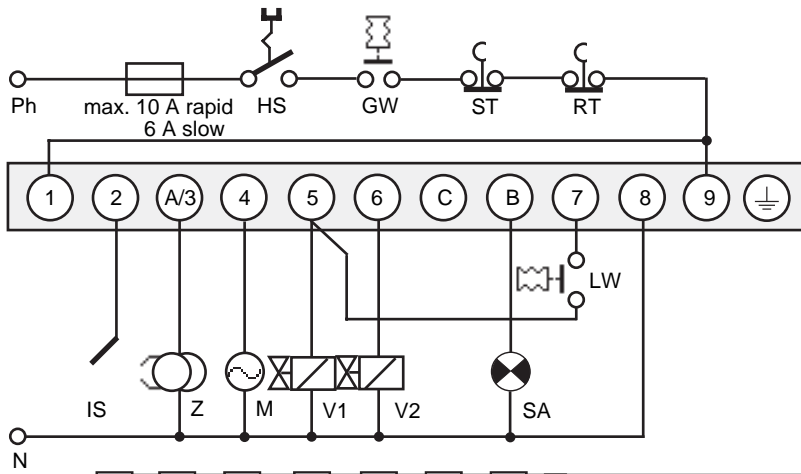 Ph max. 10 A rapid HS GW ST RT
6 A slow
1 2 A/3 4 5 6 C B 7 8 9
LW
IS Z M V1 V2 SA
N